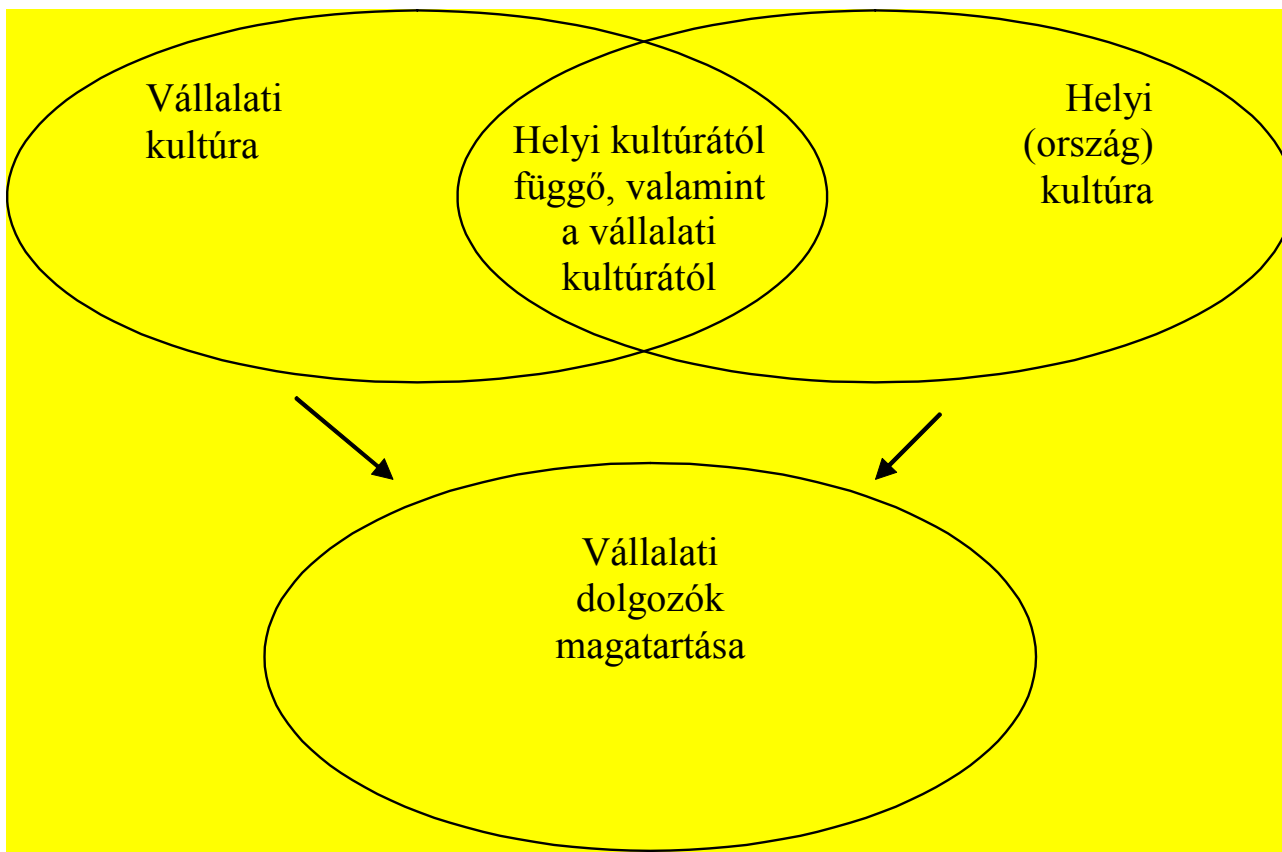 Vállalati
kultúra
Helyi kultúrától
függő, valamint
a vállalati
kultúrától
Helyi
(ország)
kultúra
Vállalati
dolgozók
magatartása